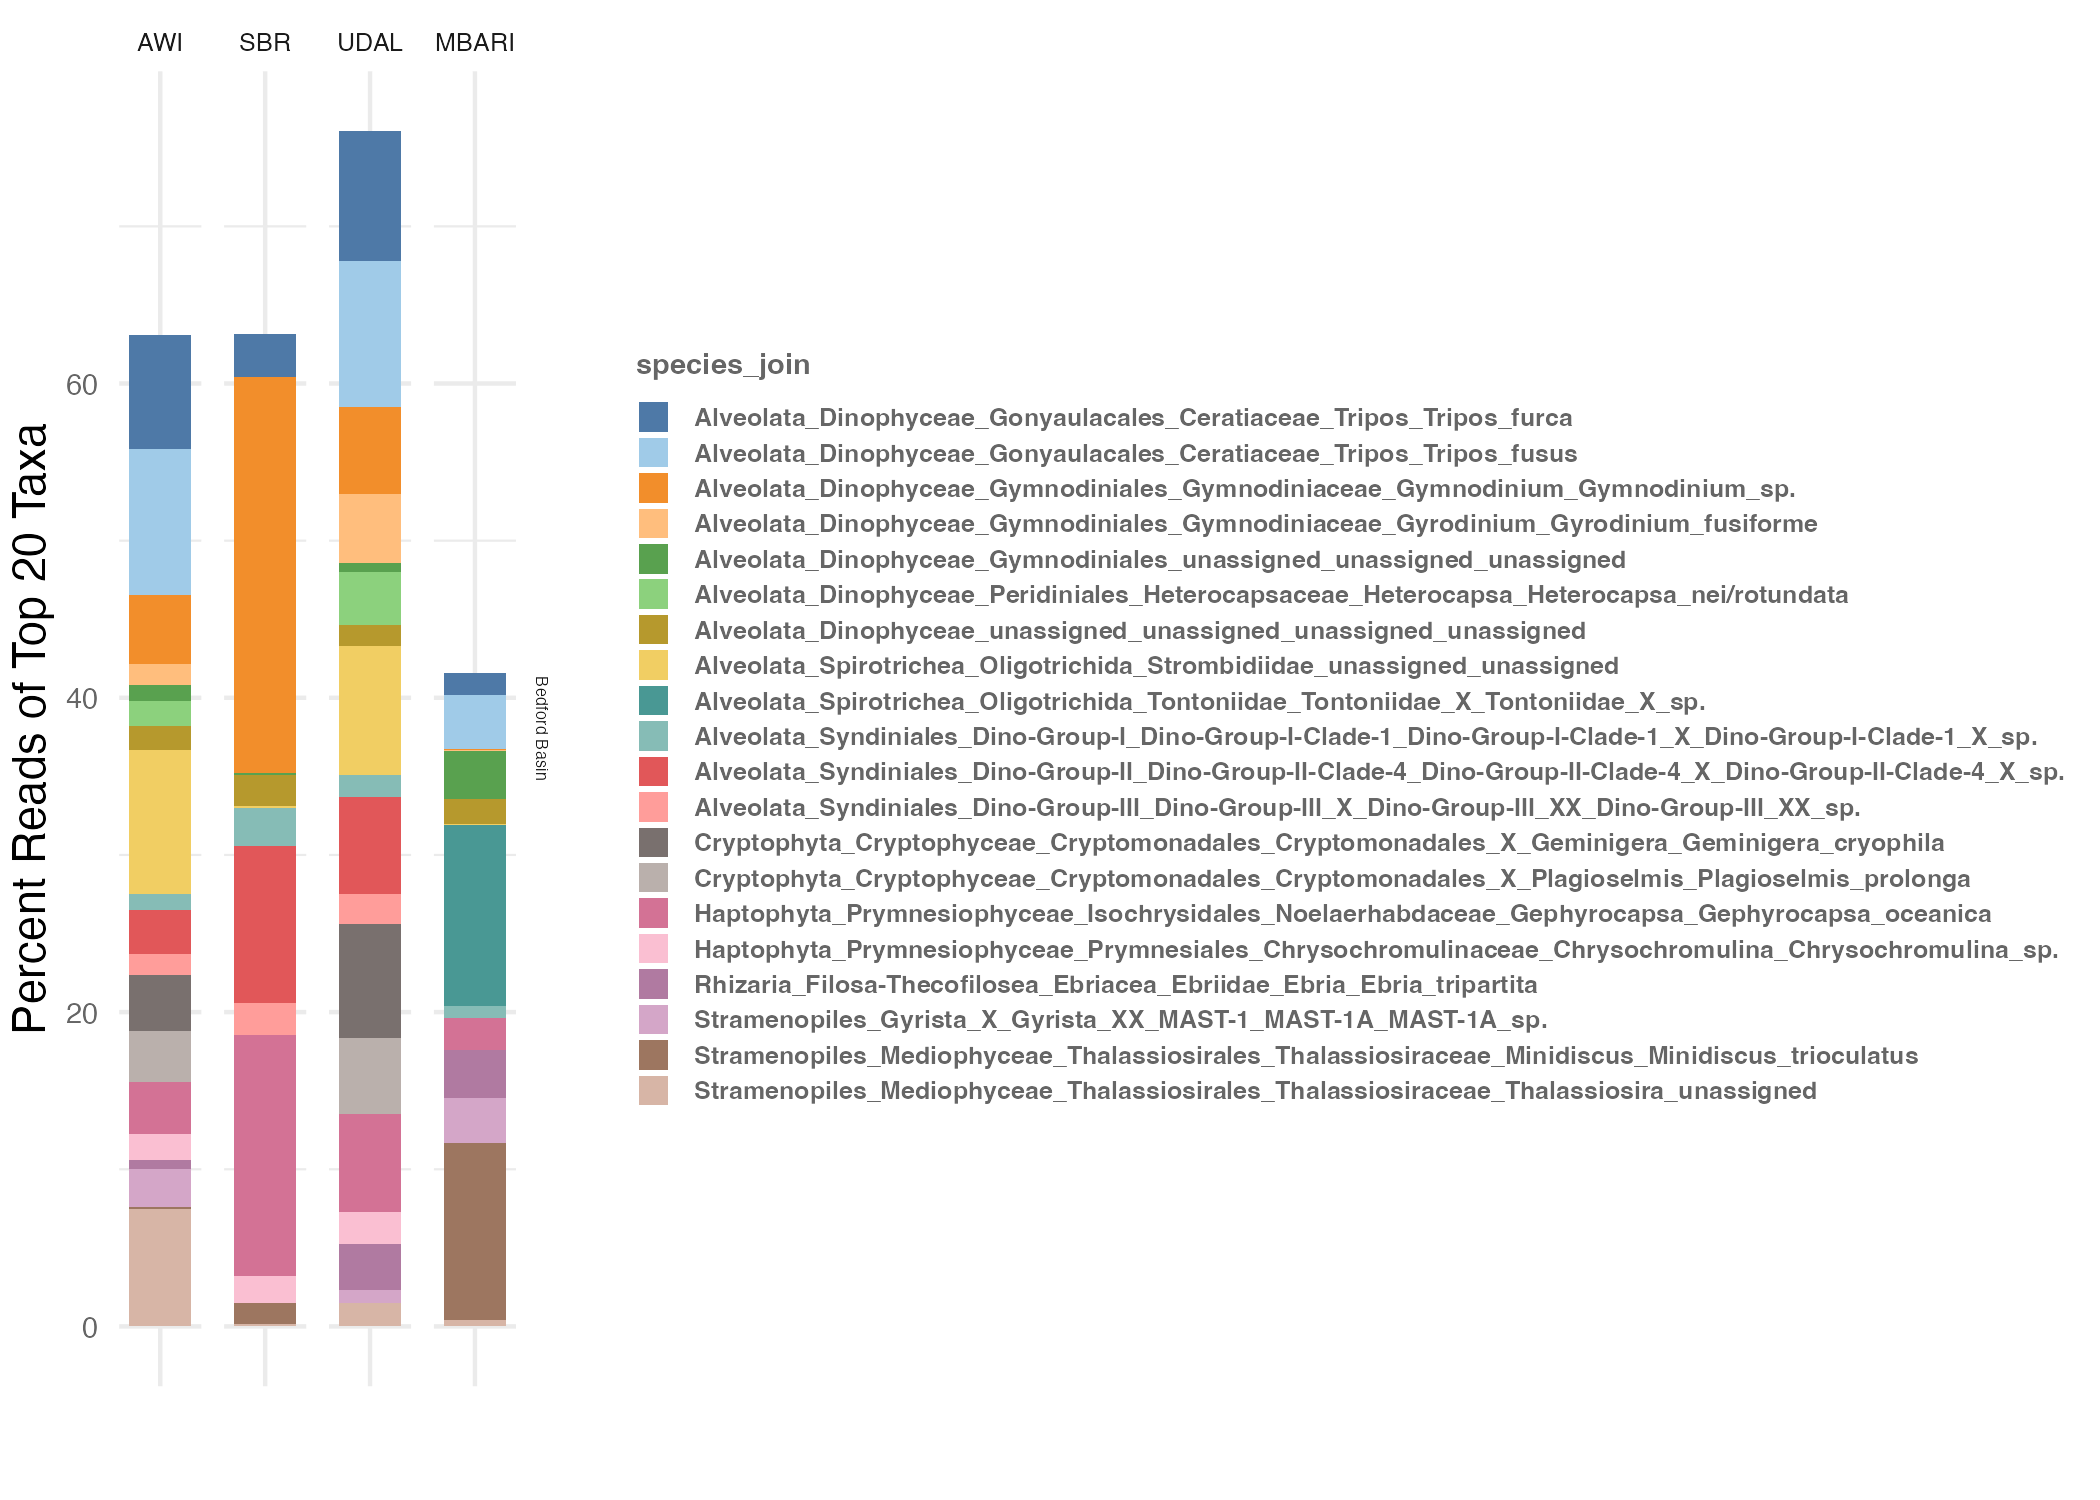 AWI SBR UDAL MBARI
Percent Reads of Top 20 Taxa
60
40
20
0
Bedford Basin
species_join
Alveolata_Dinophyceae_Gonyaulacales_Ceratiaceae_Tripos_Tripos_furca
Alveolata_Dinophyceae_Gonyaulacales_Ceratiaceae_Tripos_Tripos_fusus
Alveolata_Dinophyceae_Gymnodiniales_Gymnodiniaceae_Gymnodinium_Gymnodinium_sp.
Alveolata_Dinophyceae_Gymnodiniales_Gymnodiniaceae_Gyrodinium_Gyrodinium_fusiforme
Alveolata_Dinophyceae_Gymnodiniales_unassigned_unassigned_unassigned
Alveolata_Dinophyceae_Peridiniales_Heterocapsaceae_Heterocapsa_Heterocapsa_nei/rotundata
Alveolata_Dinophyceae_unassigned_unassigned_unassigned_unassigned
Alveolata_Spirotrichea_Oligotrichida_Strombidiidae_unassigned_unassigned
Alveolata_Spirotrichea_Oligotrichida_Tontoniidae_Tontoniidae_X_Tontoniidae_X_sp.
Alveolata_Syndiniales_Dino-Group-I_Dino-Group-I-Clade-1_Dino-Group-I-Clade-1_X_Dino-Group-I-Clade-1_X_sp.
Alveolata_Syndiniales_Dino-Group-II_Dino-Group-II-Clade-4_Dino-Group-II-Clade-4_X_Dino-Group-II-Clade-4_X_sp.
Alveolata_Syndiniales_Dino-Group-III_Dino-Group-III_X_Dino-Group-III_XX_Dino-Group-III_XX_sp.
Cryptophyta_Cryptophyceae_Cryptomonadales_Cryptomonadales_X_Geminigera_Geminigera_cryophila
Cryptophyta_Cryptophyceae_Cryptomonadales_Cryptomonadales_X_Plagioselmis_Plagioselmis_prolonga
Haptophyta_Prymnesiophyceae_Isochrysidales_Noelaerhabdaceae_Gephyrocapsa_Gephyrocapsa_oceanica
Haptophyta_Prymnesiophyceae_Prymnesiales_Chrysochromulinaceae_Chrysochromulina_Chrysochromulina_sp.
Rhizaria_Filosa-Thecofilosea_Ebriacea_Ebriidae_Ebria_Ebria_tripartita
Stramenopiles_Gyrista_X_Gyrista_XX_MAST-1_MAST-1A_MAST-1A_sp.
Stramenopiles_Mediophyceae_Thalassiosirales_Thalassiosiraceae_Minidiscus_Minidiscus_trioculatus
Stramenopiles_Mediophyceae_Thalassiosirales_Thalassiosiraceae_Thalassiosira_unassigned